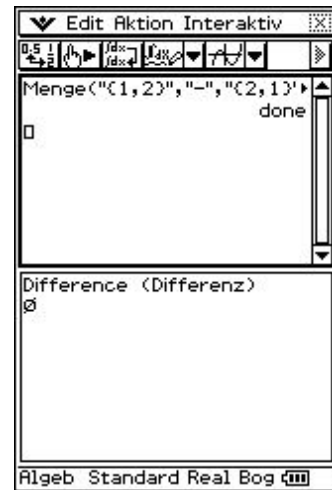 Edit Aktion Interaktiv
Menge("{1,2}","-","{2,1}"
done
Difference (Differenz)
Ø
Algeb Standard Real Bog